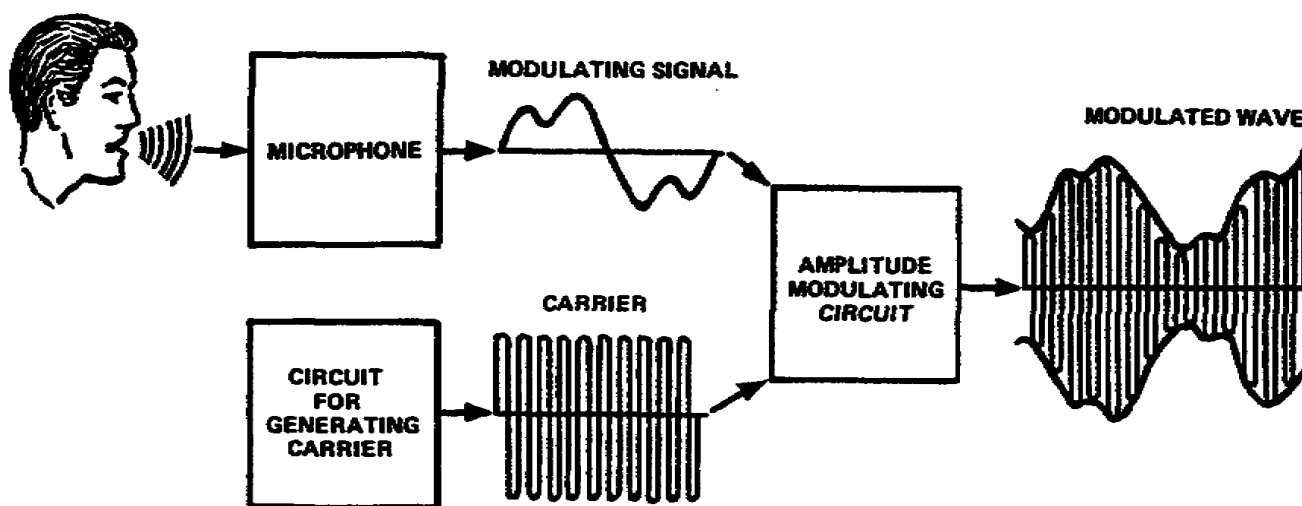 MODULATING SIGNAL
MODULATED WAVE
MICROPHONE
AMPLITUDE
MODULATING
CIRCUIT
CARRIER
CIRCUIT
FOR
GENERATING
CARRIER